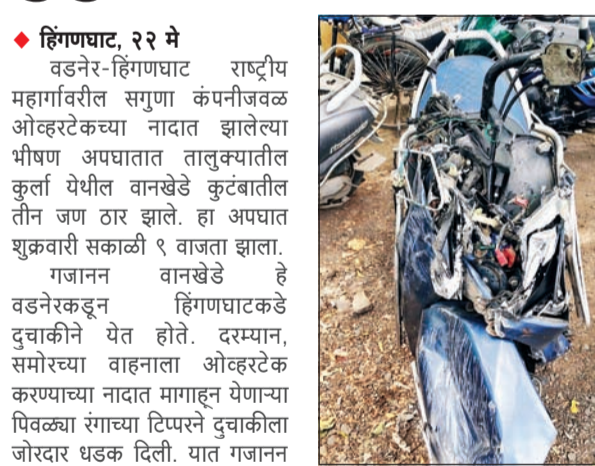 ◆ हिंगणघाट, २२ मे
वडनेर-हिंगणघाट राष्ट्रीय
महार्गावरील सगुणा कंपनीजवळ
ओव्हरटेकच्या नादात झालेल्या
भीषण अपघातात तालुक्यातील
कुर्ला येथील वानखेडे कुटंबातील
तीन जण ठार झाले. हा अपघात
शुक्रवारी सकाळी ९ वाजता झाला.
गजानन वानखेडे हे
वडनेरकडून हिंगणघाटकडे
दुचाकीने येत होते. दरम्यान,
समोरच्या वाहनाला ओव्हरटेक
करण्याच्या नादात मागाहून येणाऱ्या
पिवळ्या रंगाच्या टिप्परने दुचाकीला
जोरदार धडक दिली. यात गजानन